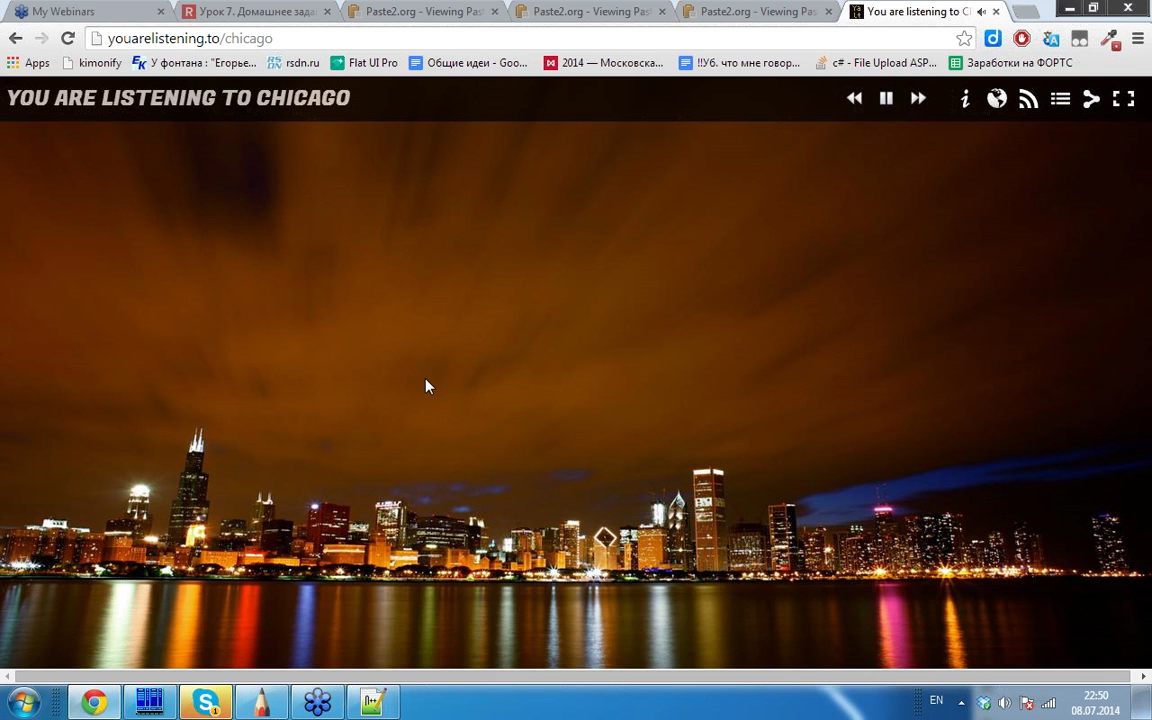 My Webinars
Урок 7. Домашнее зада
Paste2.org - Viewing Pas
Paste2.org - Viewing Pas
Paste2.org - Viewing Pas
You are listening to C
youarelistening.to/chicago
Apps
kimonify
У фонтана : "Егорье...
rsdn.ru
Flat UI Pro
Общие идеи - Goo...
2014 — Московска...
!!Уб. что мне говор...
c# - File Upload ASP...
Заработки на ФОРТС
YOU ARE LISTENING TO CHICAGO
EN
22:50
08.07.2014